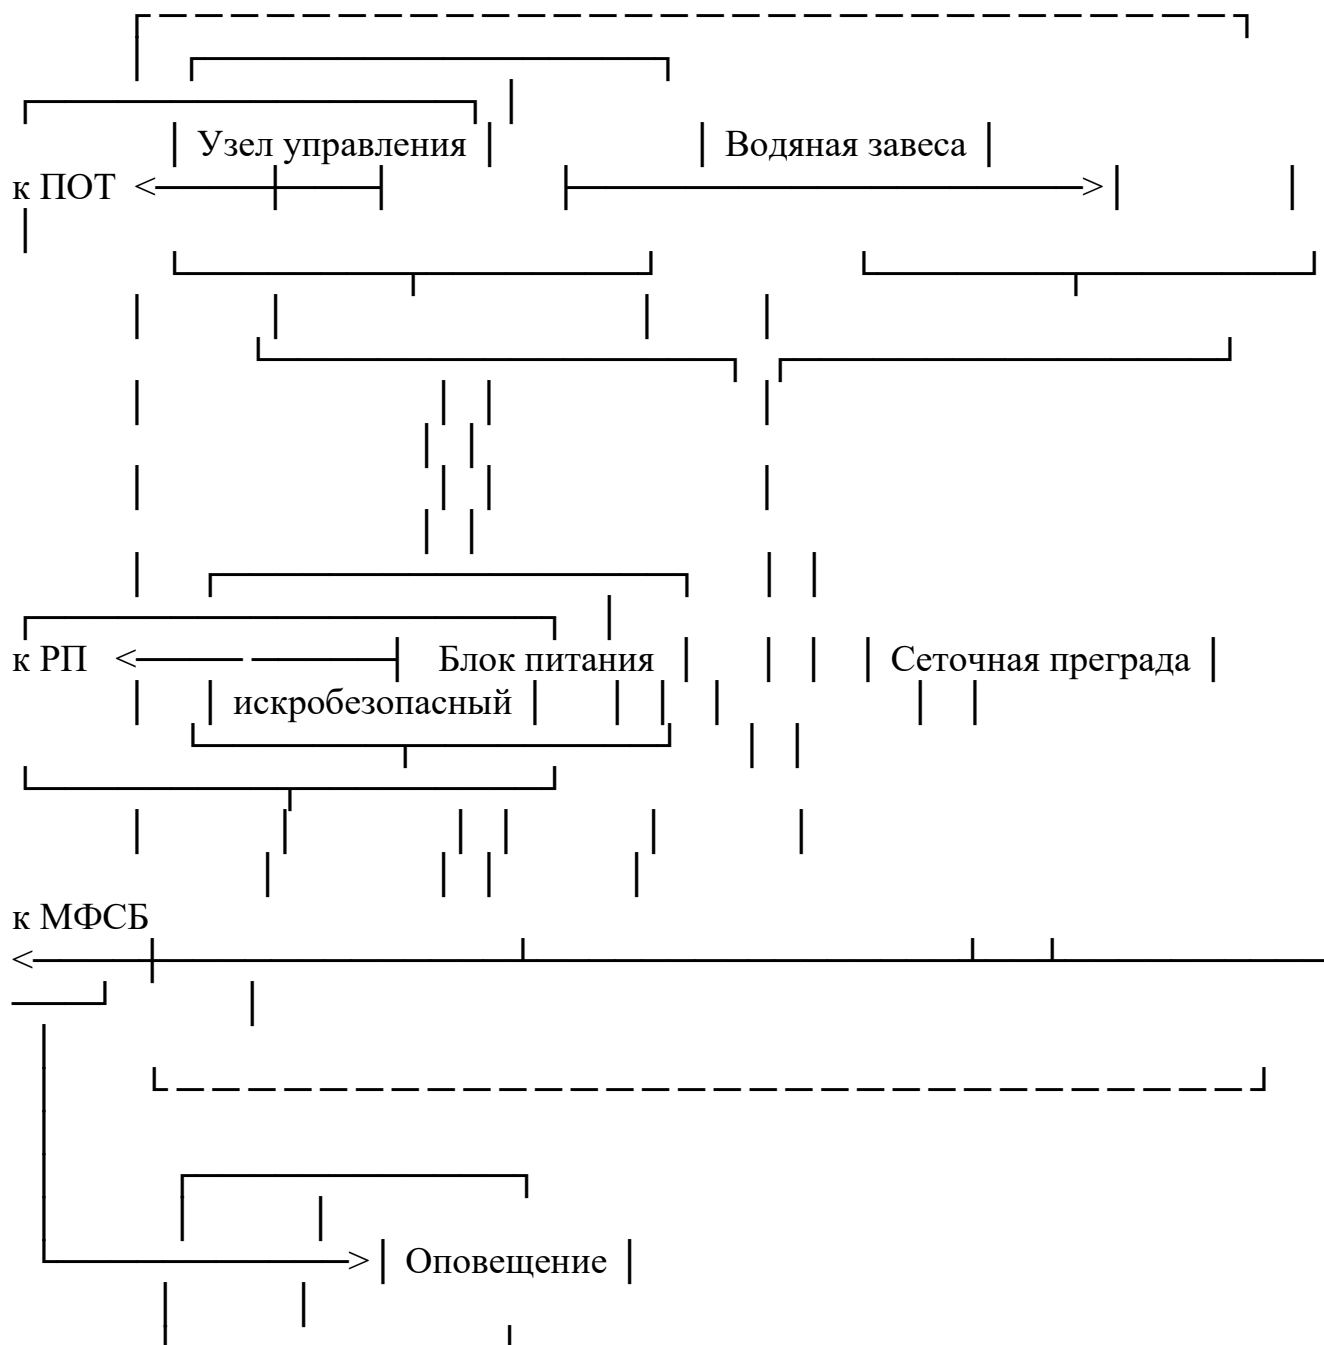 Узел управления Водяная завеса
к ПОТ
к РП Блок питания Сеточная преграда
искробезопасный
к МФСБ
Оповещение